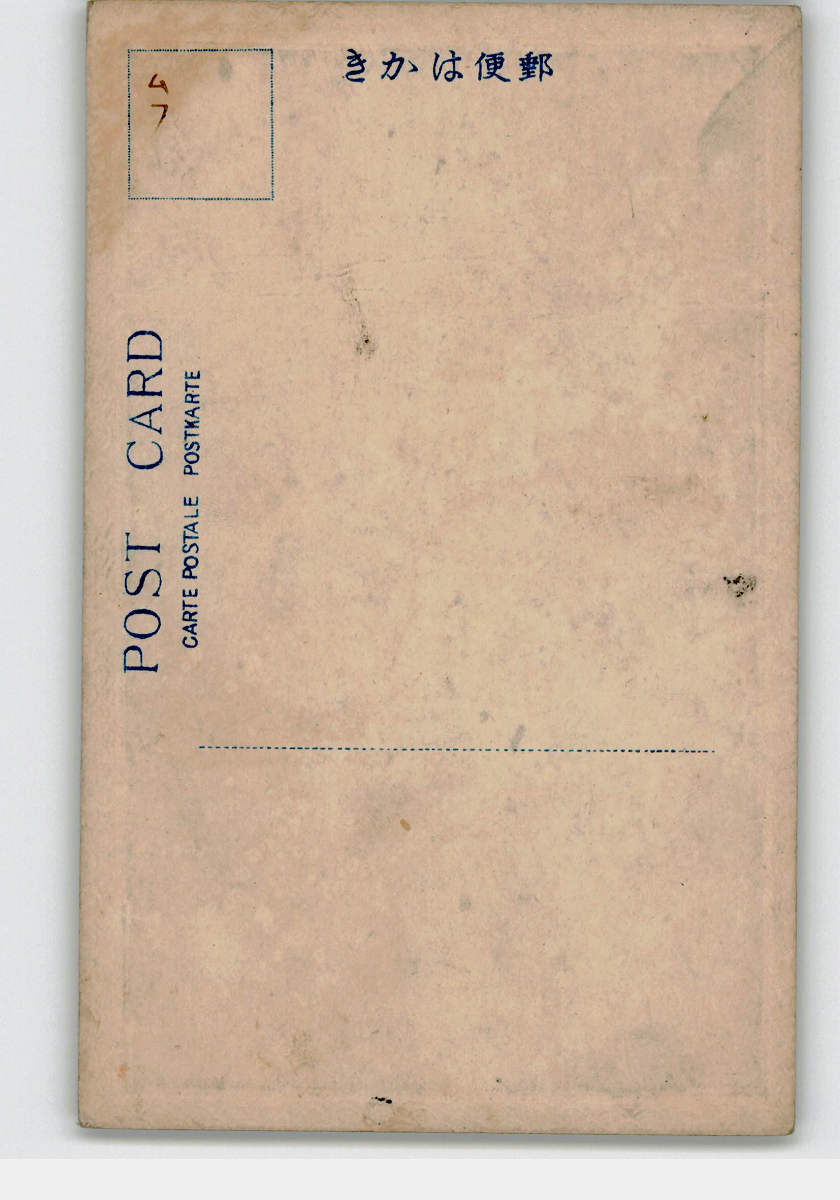 きかは便郵
ムフ
POST CARD
CARTE POSTALE POSTKARTE